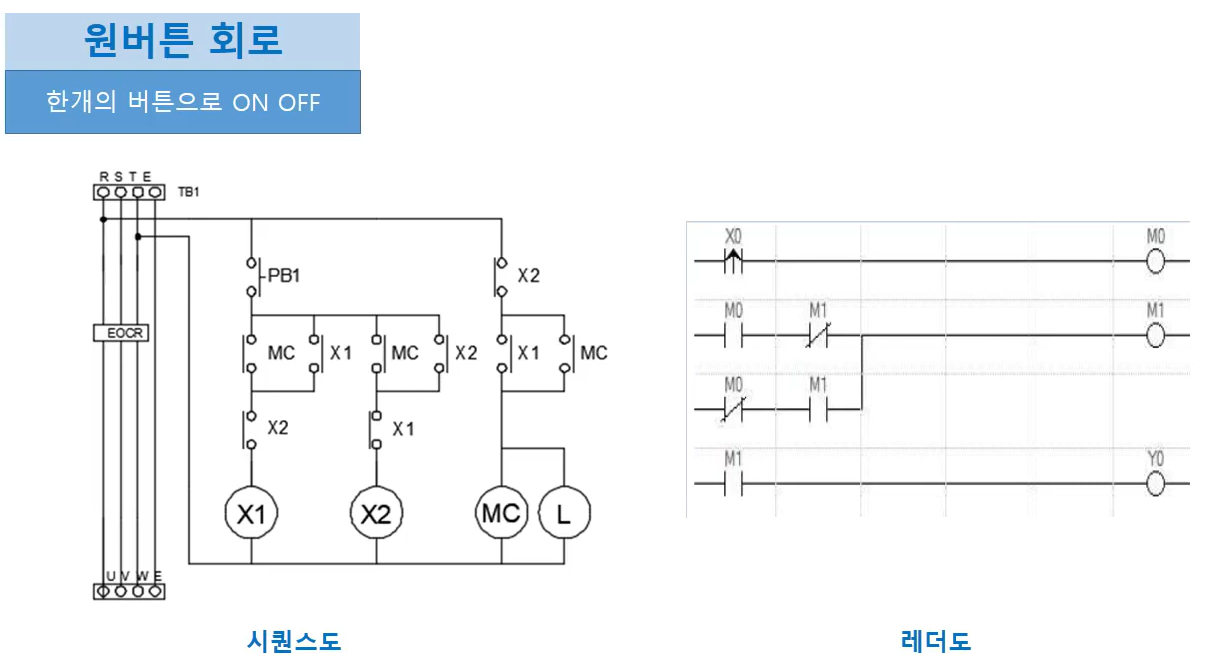 원버튼 회로
한개의 버튼으로 ON OFF
R S T E
TB1
PB1
X2
EOCR
MC X1 MC X2 X1 MC
X2 X1
X1 X2 MC L
U V W E
시퀀스도
X0 M0
M0 M1 M1
M0 M1
M1 Y0
레더도